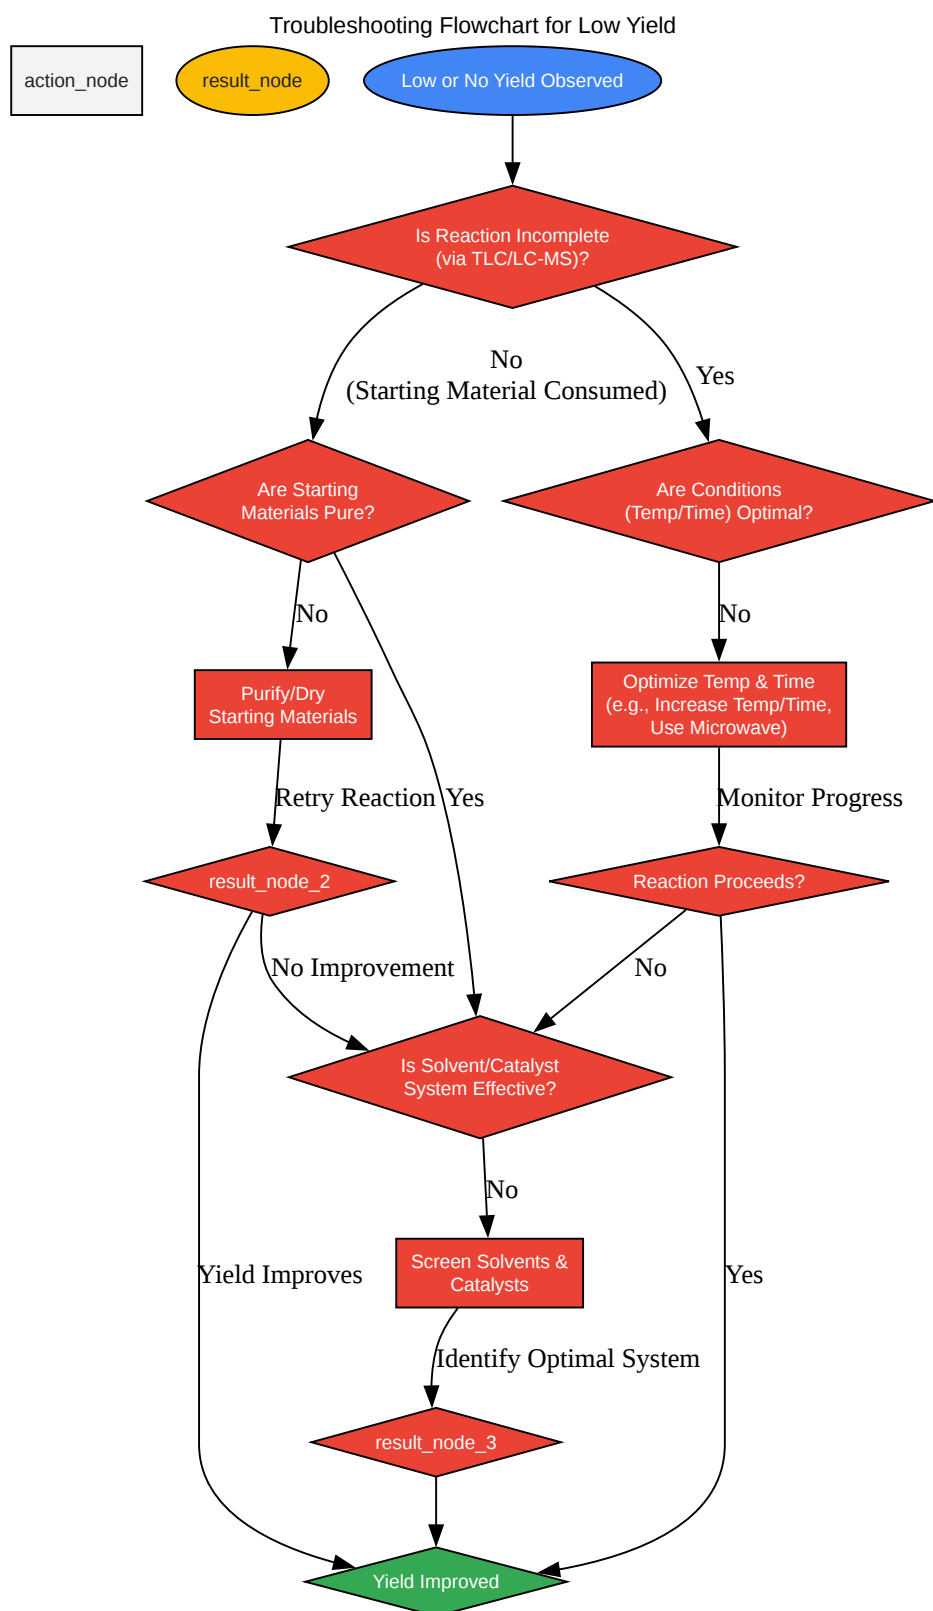 Troubleshooting Flowchart for Low Yield
action_node
result_node
Low or No Yield Observed
Is Reaction Incomplete
(via TLC/LC-MS)?
No
(Starting Material Consumed)
Yes
Are Starting
Materials Pure?
Are Conditions
(Temp/Time) Optimal?
No
No
Purify/Dry
Starting Materials
Optimize Temp & Time
(e.g., Increase Temp/Time,
Use Microwave)
Retry Reaction
Yes
Monitor Progress
result_node_2
Reaction Proceeds?
No Improvement
No
Is Solvent/Catalyst
System Effective?
No
Screen Solvents &
Catalysts
Yield Improves
Yes
Identify Optimal System
result_node_3
Yield Improved